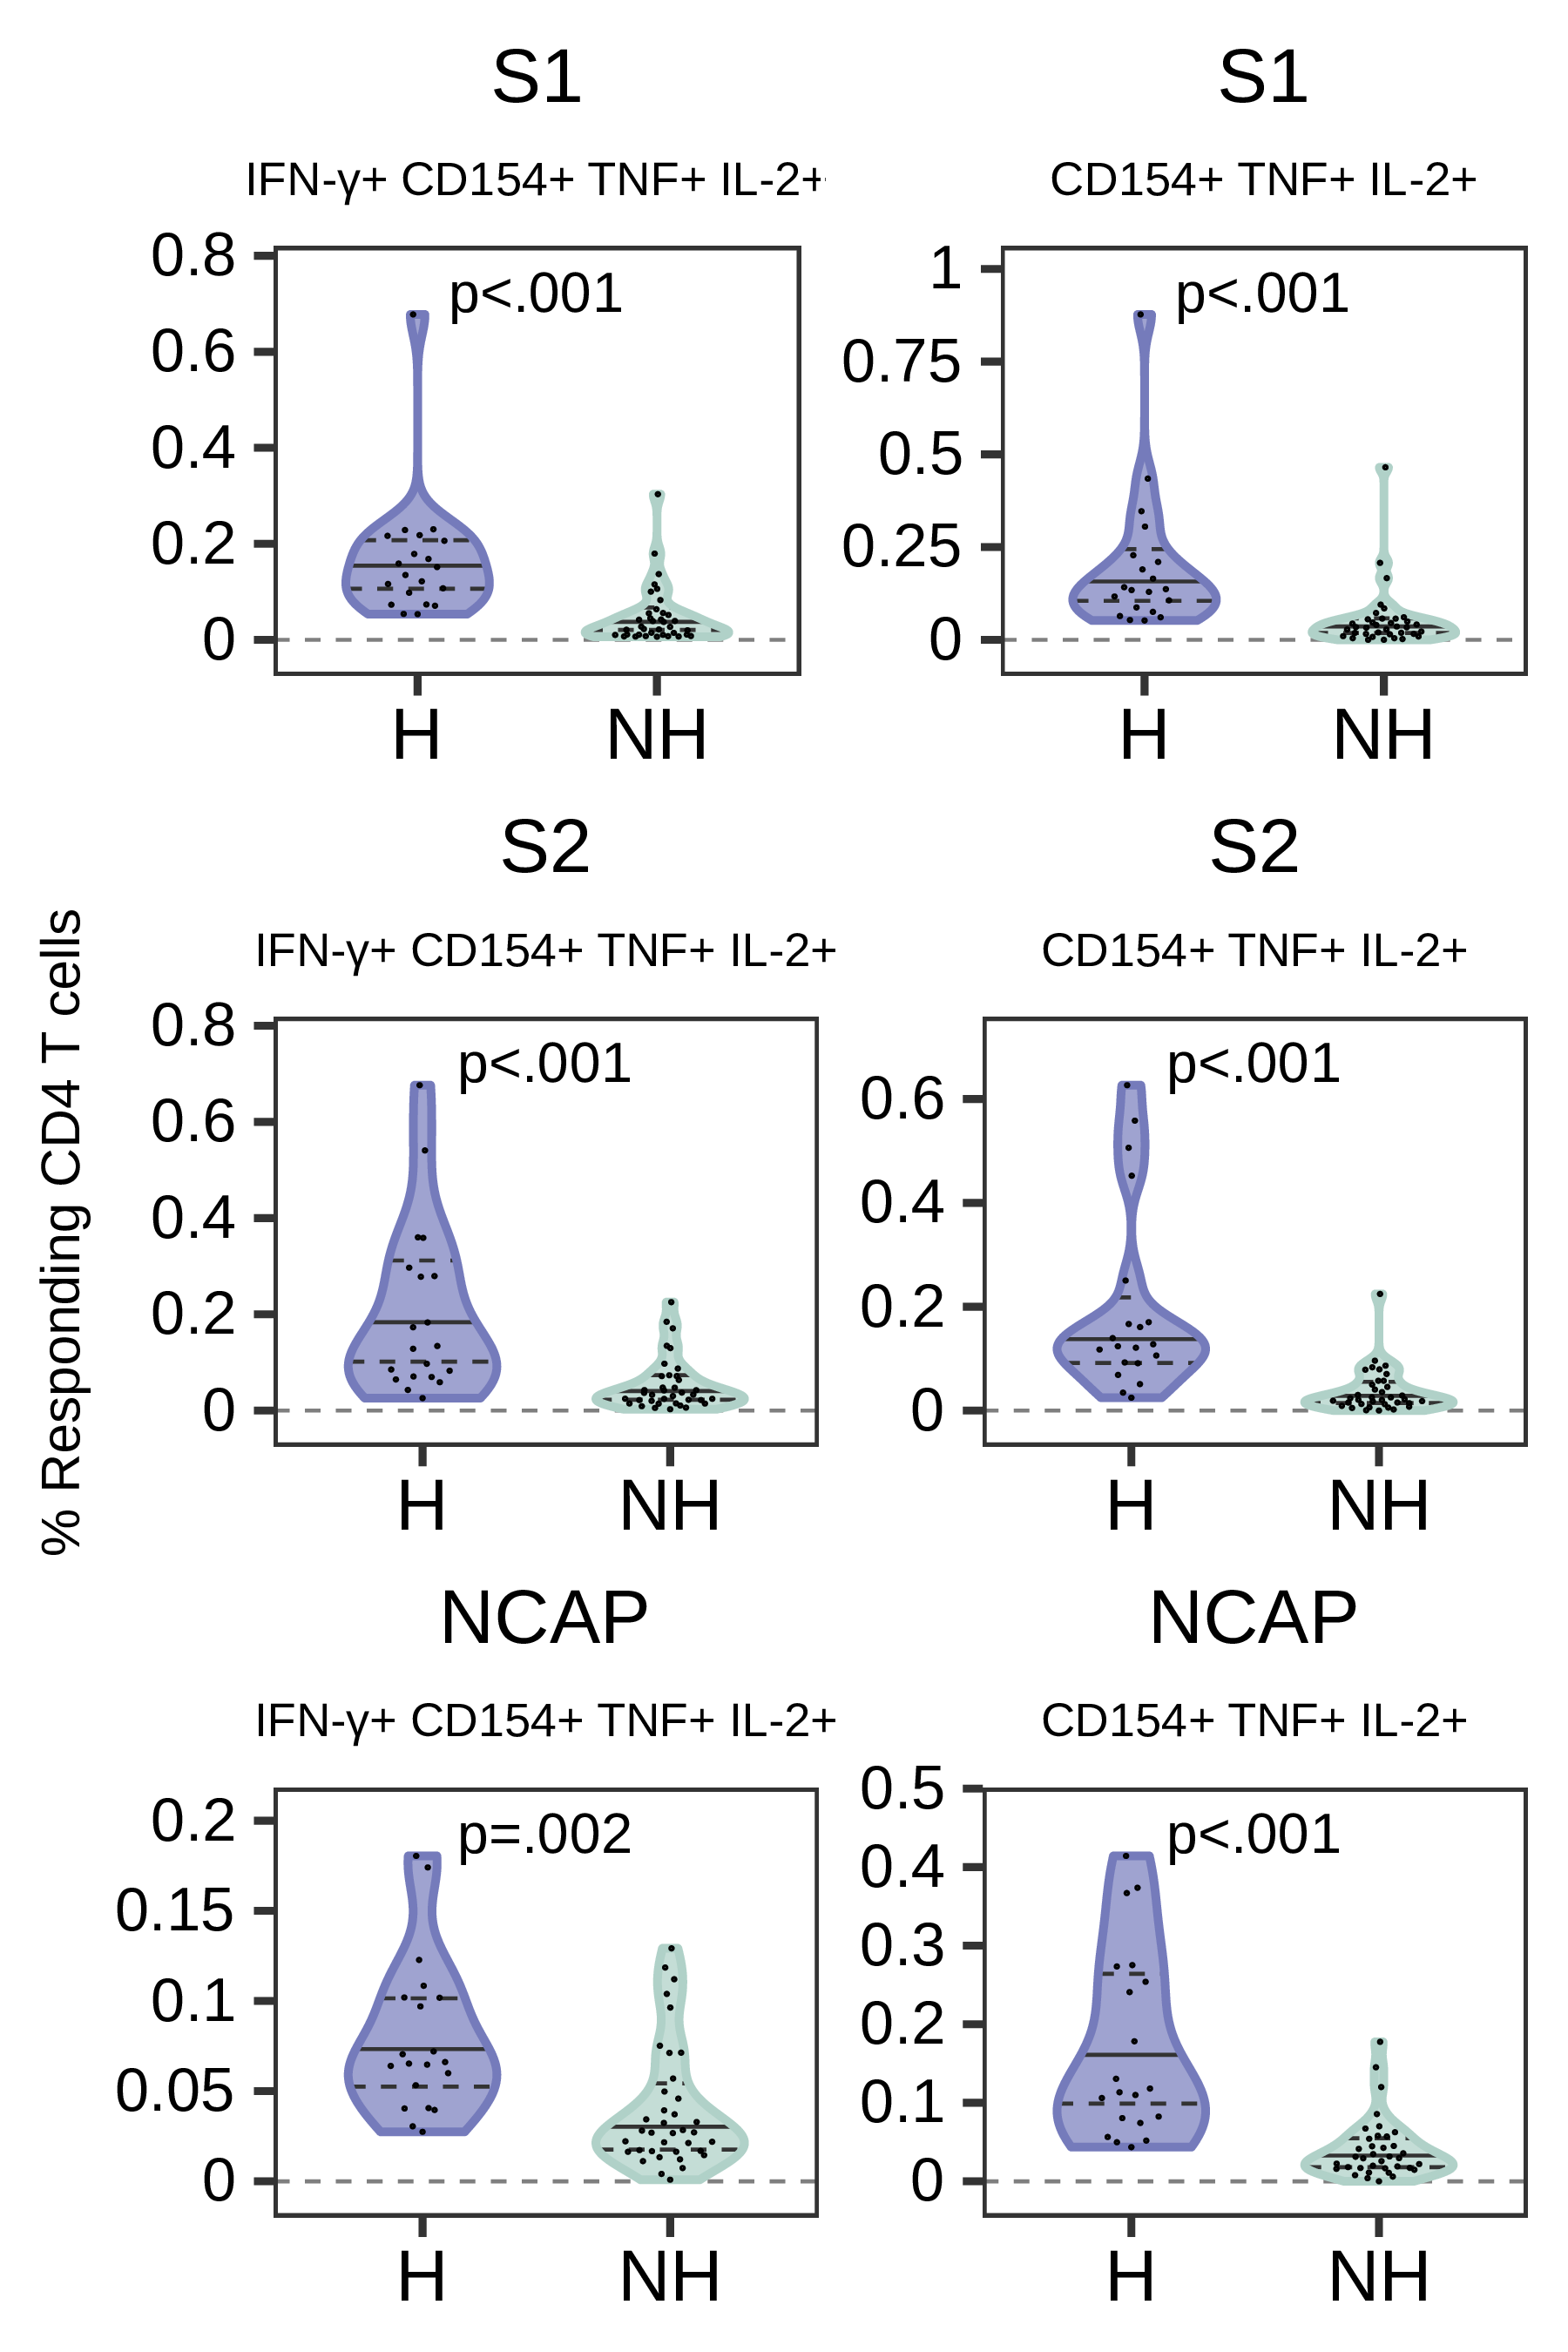 S1
IFN-γ+ CD154+ TNF+ IL-2+
0.8
0.6
0.4
0.2
0
p<.001
H NH
S1
CD154+ TNF+ IL-2+
1
0.75
0.5
0.25
0
p<.001
H NH
% Responding CD4 T cells
S2
IFN-γ+ CD154+ TNF+ IL-2+
0.8
0.6
0.4
0.2
0
p<.001
H NH
S2
CD154+ TNF+ IL-2+
0.6
0.4
0.2
0
p<.001
H NH
NCAP
IFN-γ+ CD154+ TNF+ IL-2+
0.2
0.15
0.1
0.05
0
p=.002
H NH
NCAP
CD154+ TNF+ IL-2+
0.5
0.4
0.3
0.2
0.1
0
p<.001
H NH